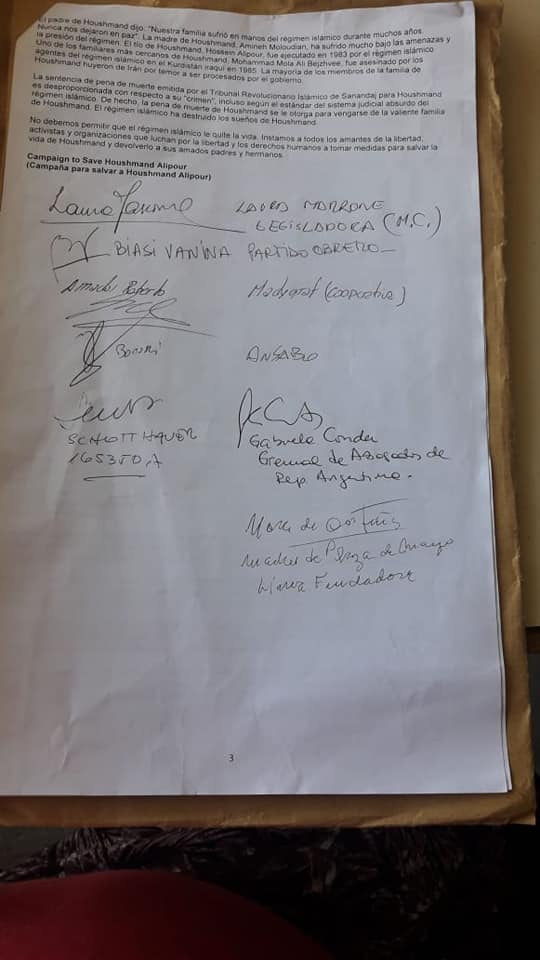 El padre de Houshmand dijo: "Nuestra familia sufrió en manos del régimen islámico durante muchos años.
Nunca nos dejaron en paz". La madre de Houshmand, Amineh Moloudian, ha sufrido mucho bajo las amenazas y
la presión del régimen. El tío de Houshmand, Hossein Alipour, fue ejecutado en 1983 por el régimen islámico
Uno de los familiares más cercanos de Houshmand, Mohammad Mola Ali Bejzhvee, fue asesinado por los
agentes del régimen islámico en el Kurdistán iraquí en 1985. La mayoría de los miembros de la familia de
Houshmand huyeron de Irán por temor a ser procesados por el gobierno.
La sentencia de pena de muerte emitida por el Tribunal Revolucionario Islámico de Sanandaj para Houshmand
es desproporcionada con respecto a su "crimen", incluso según el estándar del sistema judicial absurdo del
régimen islámico. De hecho, la pena de muerte de Houshmand se le otorga para vengarse de la valiente familia
de Houshmand. El régimen islámico ha destruido los sueños de Houshmand.
No debemos permitir que el régimen islámico le quite la vida. Instamos a todos los amantes de la libertad,
activistas y organizaciones que luchan por la libertad y los derechos humanos a tomar medidas para salvar la
vida de Houshmand y devolverlo a sus amados padres y hermanos.
Campaign to Save Houshmand Alipour
(Campaña para salvar a Houshmand Alipour)
LAURA MARRONE
LEGISLADORA (M.C.)
BIASI VANINA PARTIDO OBRERO
Madygraf (cooperativa)
SCHLOTTHAUER
Gabriela Conder
Gremial de Abogados de
Rep. Argentina.
Madres de Plaza de Mayo
Línea Fundadora
3